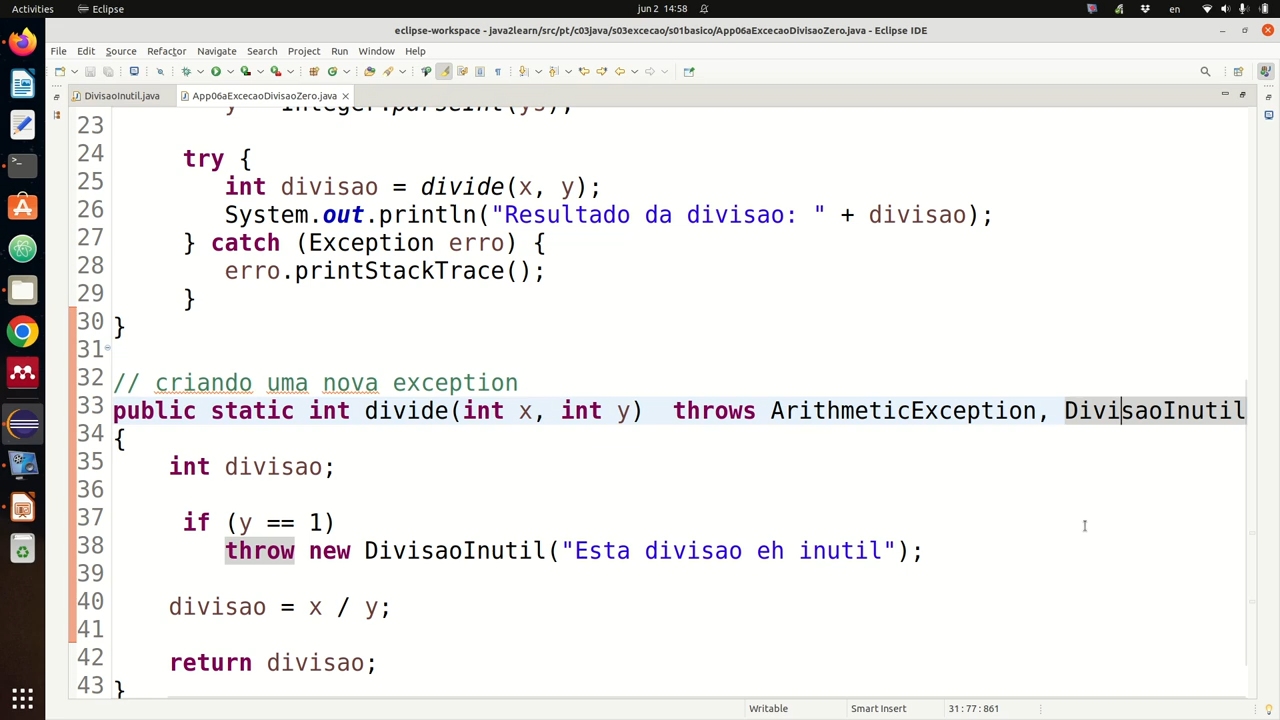 Activities
Eclipse
jun 2 14:58
en
eclipse-workspace - java2learn/src/pt/c03java/s03excecao/s01basico/App06aExcecaoDivisaoZero.java - Eclipse IDE
File Edit Source Refactor Navigate Search Project Run Window Help
DivisaoInutil.java
App06aExcecaoDivisaoZero.java
y = Integer.parseInt(ys);
23
24 try {
25 int divisao = divide(x, y);
26 System.out.println("Resultado da divisao: " + divisao);
27 } catch (Exception erro) {
28 erro.printStackTrace();
29 }
30 }
31
32 // criando uma nova exception
33 public static int divide(int x, int y)  throws ArithmeticException, DivisaoInutil
34 {
35 int divisao;
36
37 if (y == 1)
38 throw new DivisaoInutil("Esta divisao eh inutil");
39
40 divisao = x / y;
41
42 return divisao;
43 }
Writable
Smart Insert
31 : 77 : 861